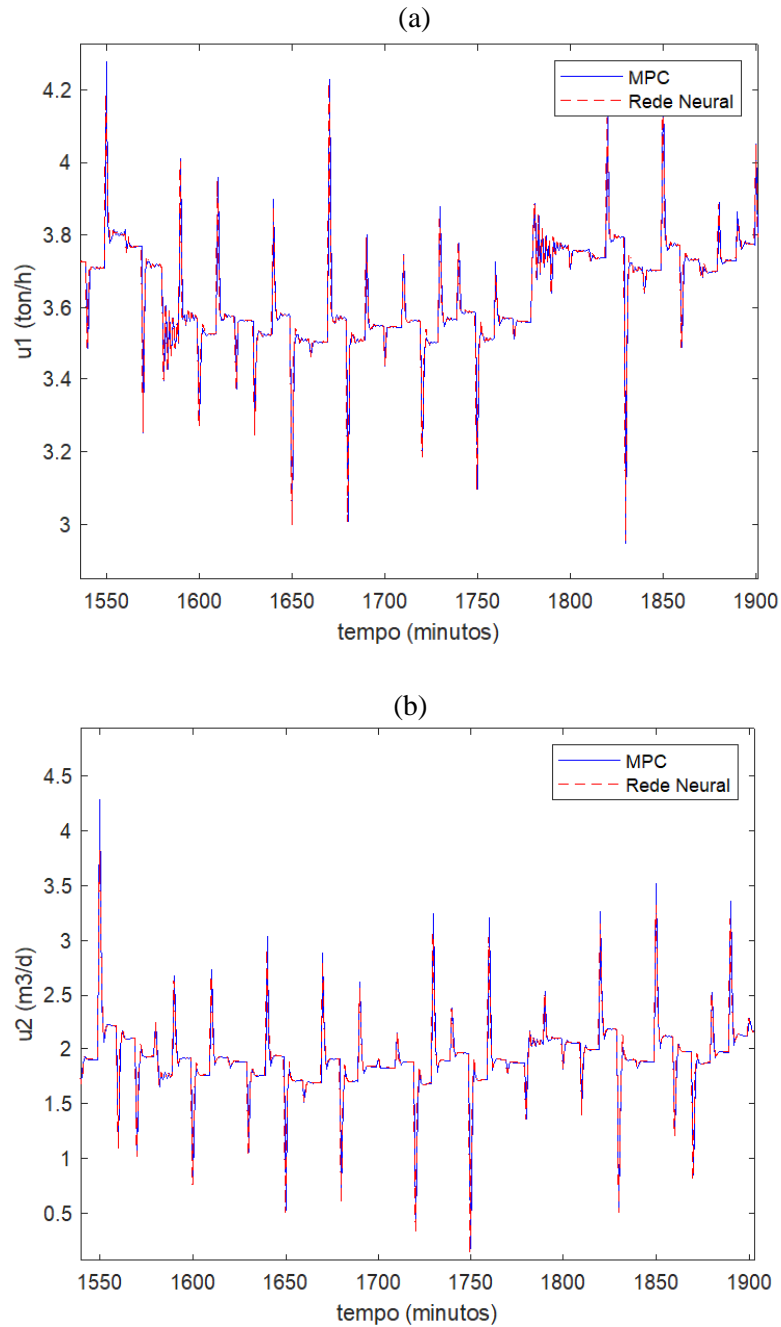 (a)
MPC
Rede Neural
4.2
4
3.8
3.6
3.4
3.2
3
u1 (ton/h)
1550 1600 1650 1700 1750 1800 1850 1900
tempo (minutos)
(b)
MPC
Rede Neural
4.5
4
3.5
3
2.5
2
1.5
1
0.5
u2 (m3/d)
1550 1600 1650 1700 1750 1800 1850 1900
tempo (minutos)